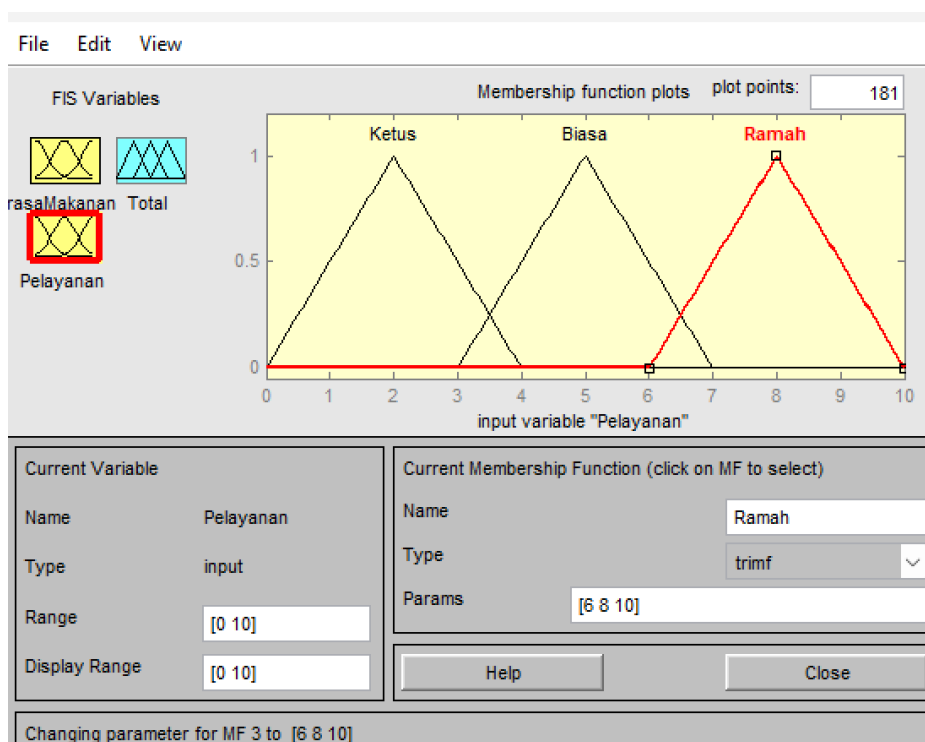 File Edit View
FIS Variables
Membership function plots
plot points:
181
rasaMakanan
Total
Pelayanan
Ketus
Biasa
Ramah
1
0.5
0
0 1 2 3 4 5 6 7 8 9 10
input variable "Pelayanan"
Current Variable
Name Pelayanan
Type input
Range [0 10]
Display Range [0 10]
Current Membership Function (click on MF to select)
Name Ramah
Type trimf
Params [6 8 10]
Help
Close
Changing parameter for MF 3 to [6 8 10]